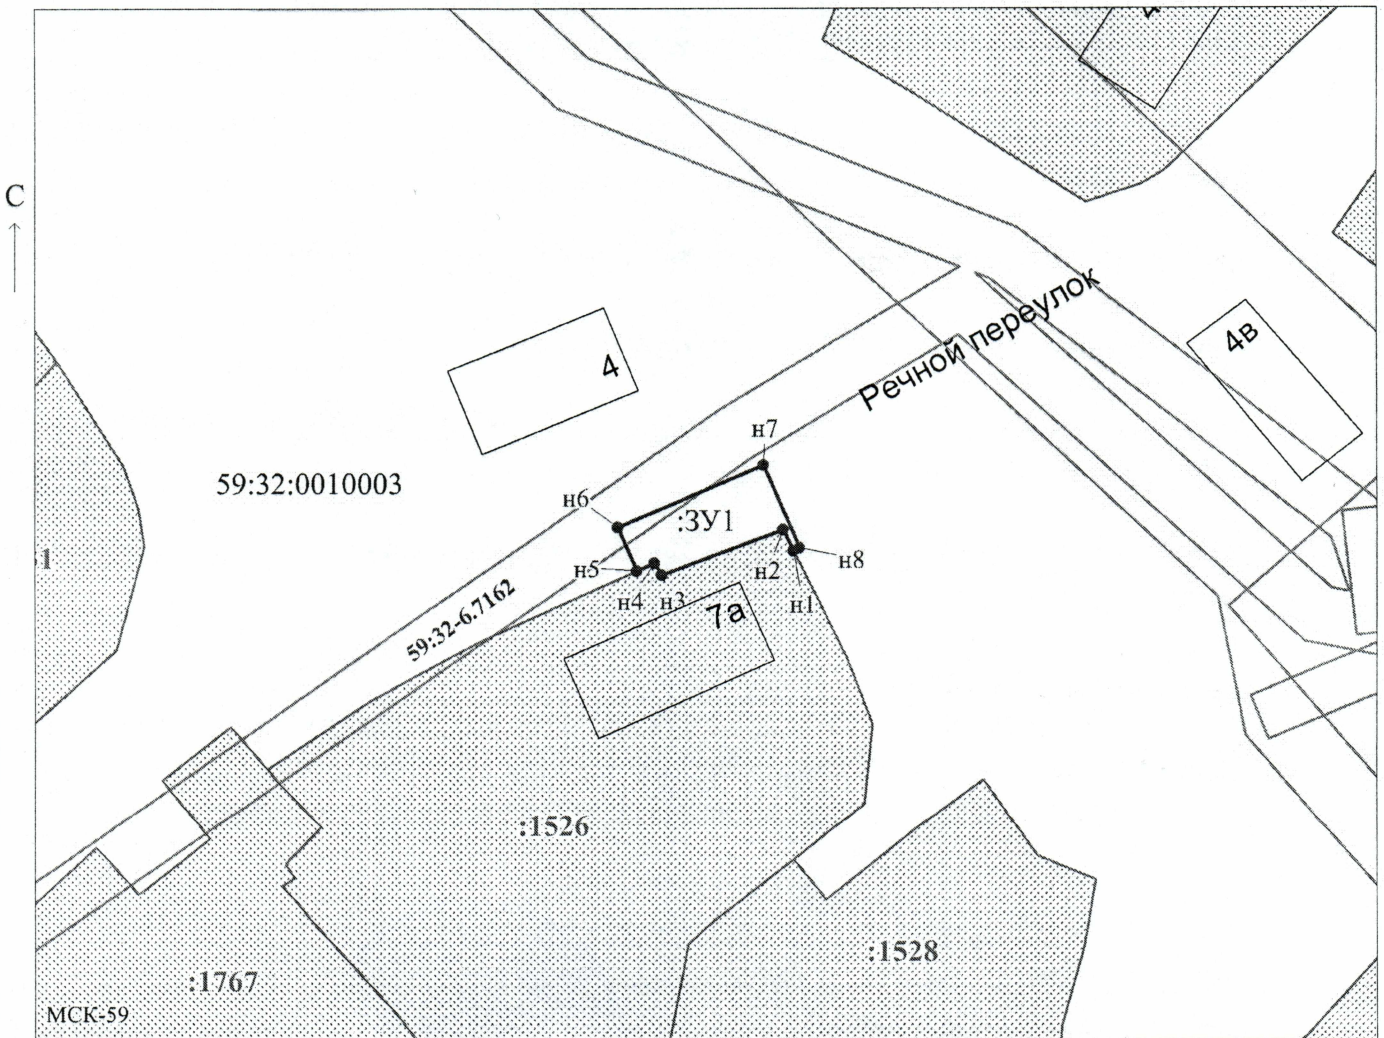 С
4
4в
Речной переулок
н7
59:32:0010003
н6
:ЗУ1
1
н5
н2
н8
н4
н3
н1
7а
59:32-6.7162
:1526
:1528
:1767
МСК-59